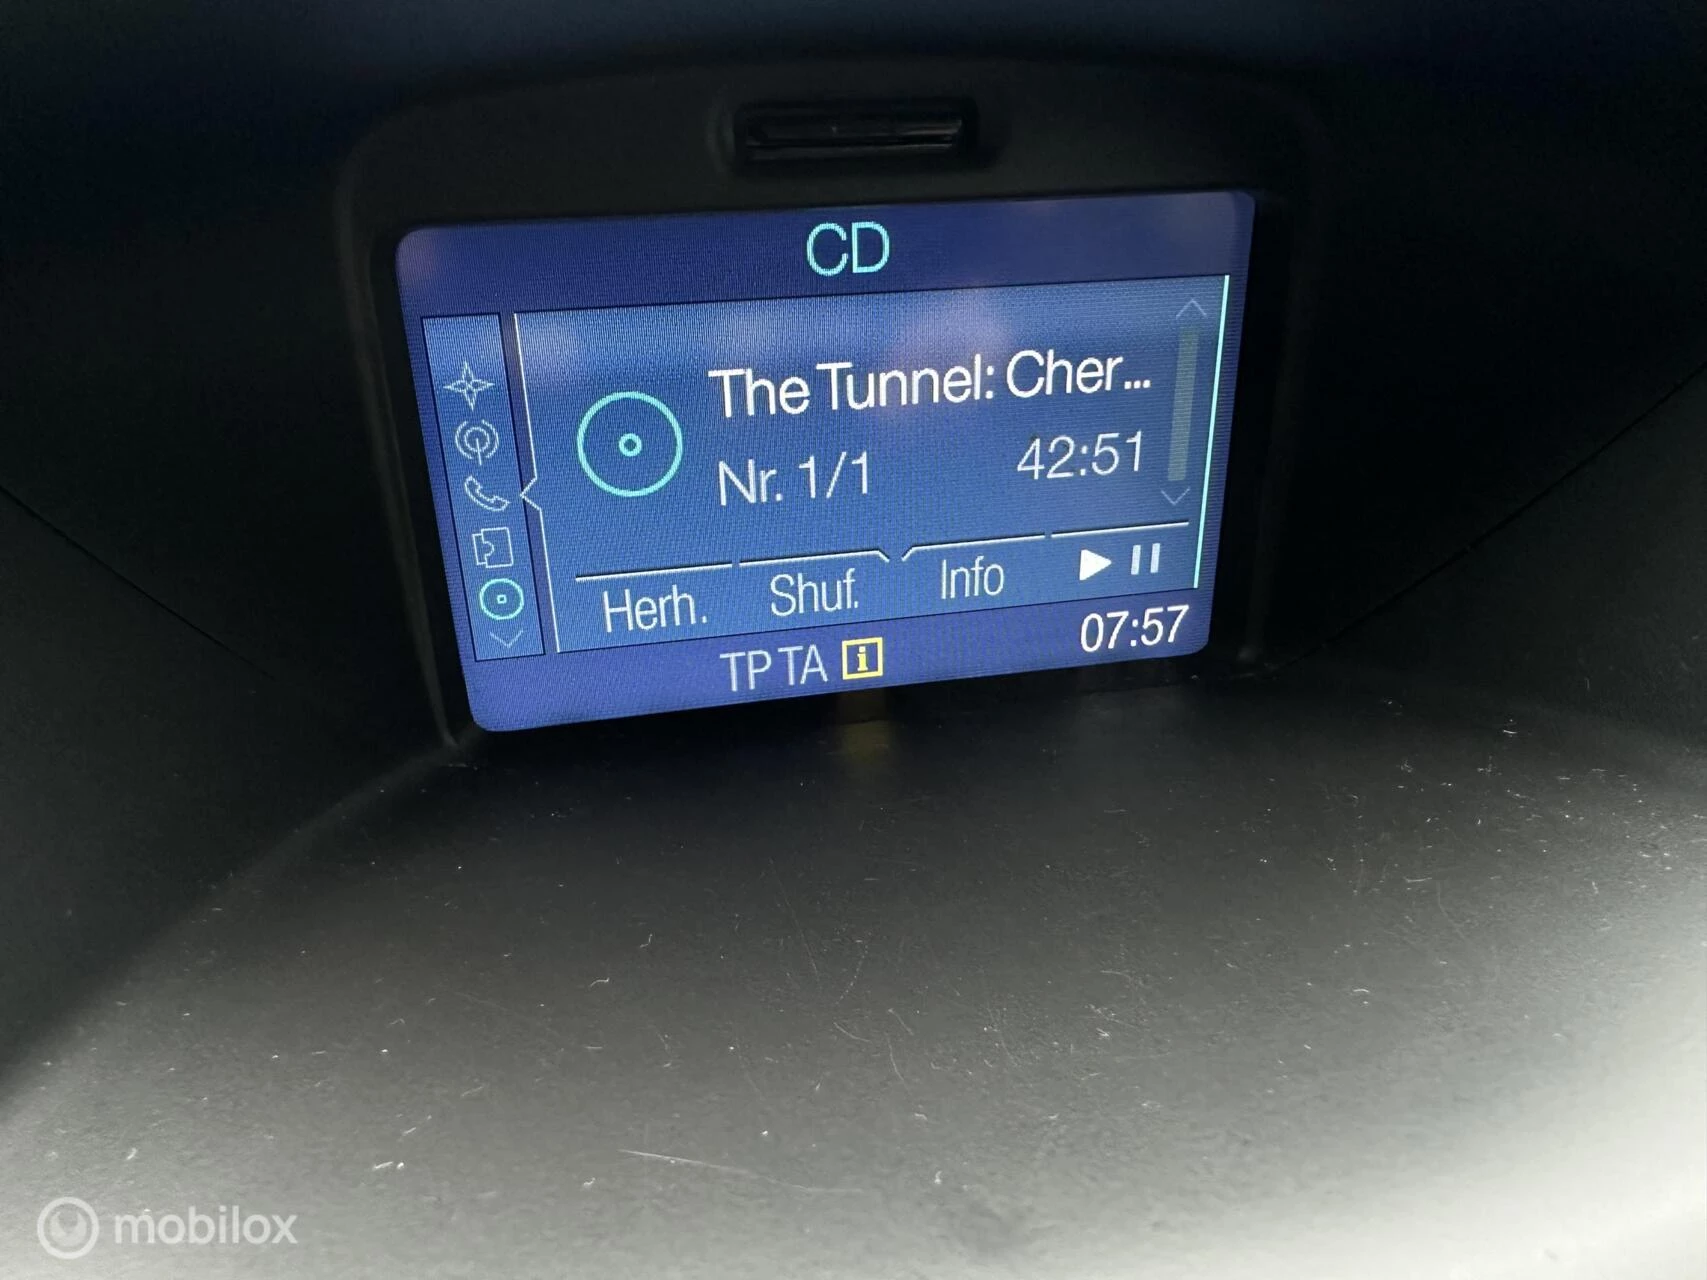 CD
The Tunnel: Cher...
Nr. 1/1 42:51
Herh. Shuf. Info
TP TA i 07:57
mobilox